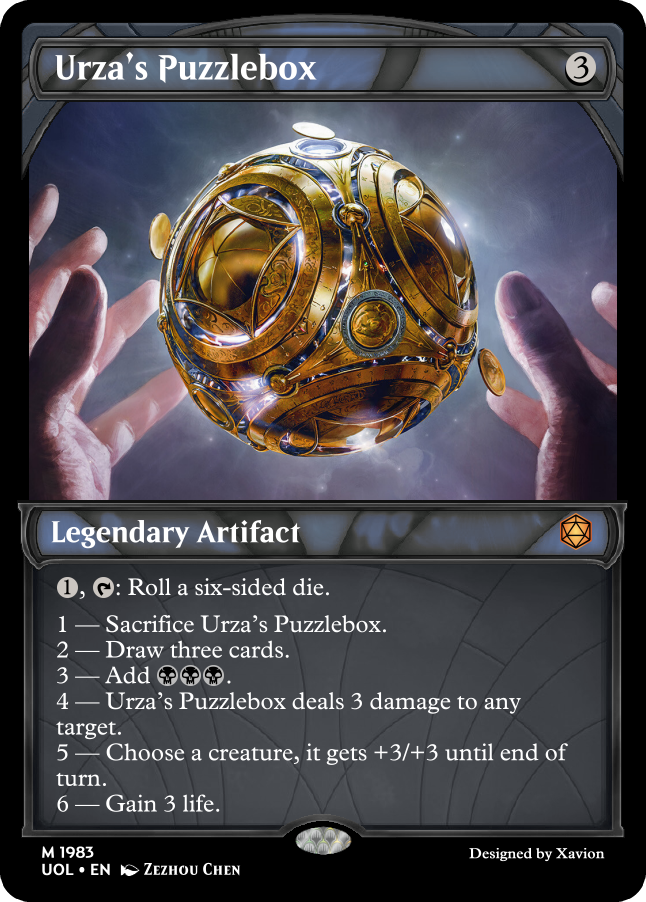 Urza's Puzzlebox 3
Legendary Artifact
1, : Roll a six-sided die.
1 — Sacrifice Urza's Puzzlebox.
2 — Draw three cards.
3 — Add .
4 — Urza's Puzzlebox deals 3 damage to any
target.
5 — Choose a creature, it gets +3/+3 until end of
turn.
6 — Gain 3 life.
M 1983
UOL • EN Zezhou Chen
Designed by Xavion